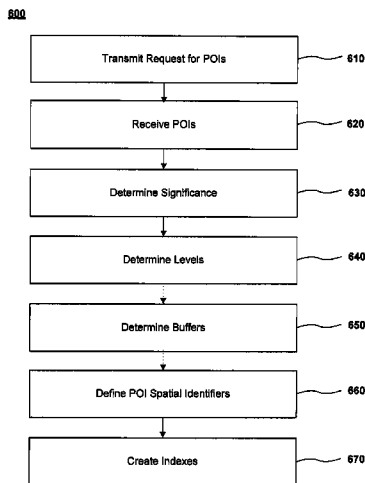 600
Transmit Request for POIs
610
Receive POIs
620
Determine Significance
630
Determine Levels
640
Determine Buffers
650
Define POI Spatial Identifiers
660
Create Indexes
670